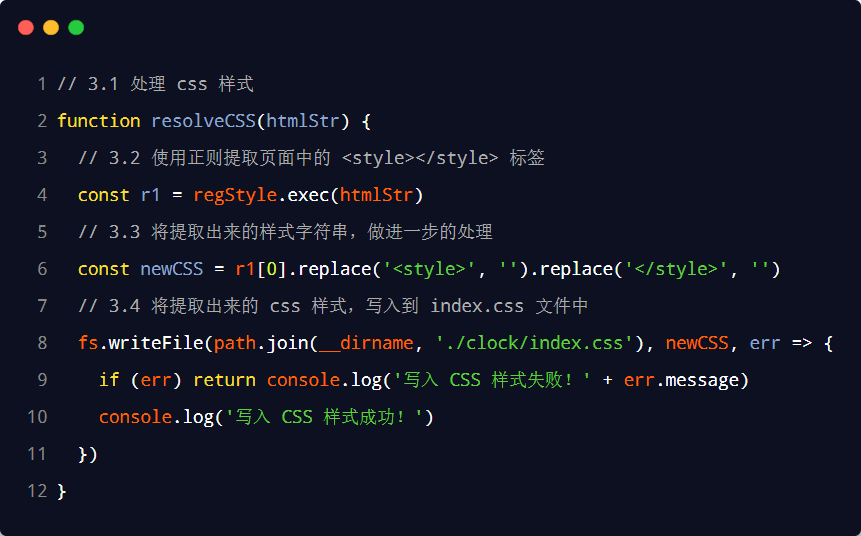 1 // 3.1 处理 css 样式
2 function resolveCSS(htmlStr) {
3   // 3.2 使用正则提取页面中的 <style></style> 标签
4   const r1 = regStyle.exec(htmlStr)
5   // 3.3 将提取出来的样式字符串，做进一步的处理
6   const newCSS = r1[0].replace('<style>', '').replace('</style>', '')
7   // 3.4 将提取出来的 css 样式，写入到 index.css 文件中
8   fs.writeFile(path.join(__dirname, './clock/index.css'), newCSS, err => {
9     if (err) return console.log('写入 CSS 样式失败！' + err.message)
10     console.log('写入 CSS 样式成功！')
11   })
12 }